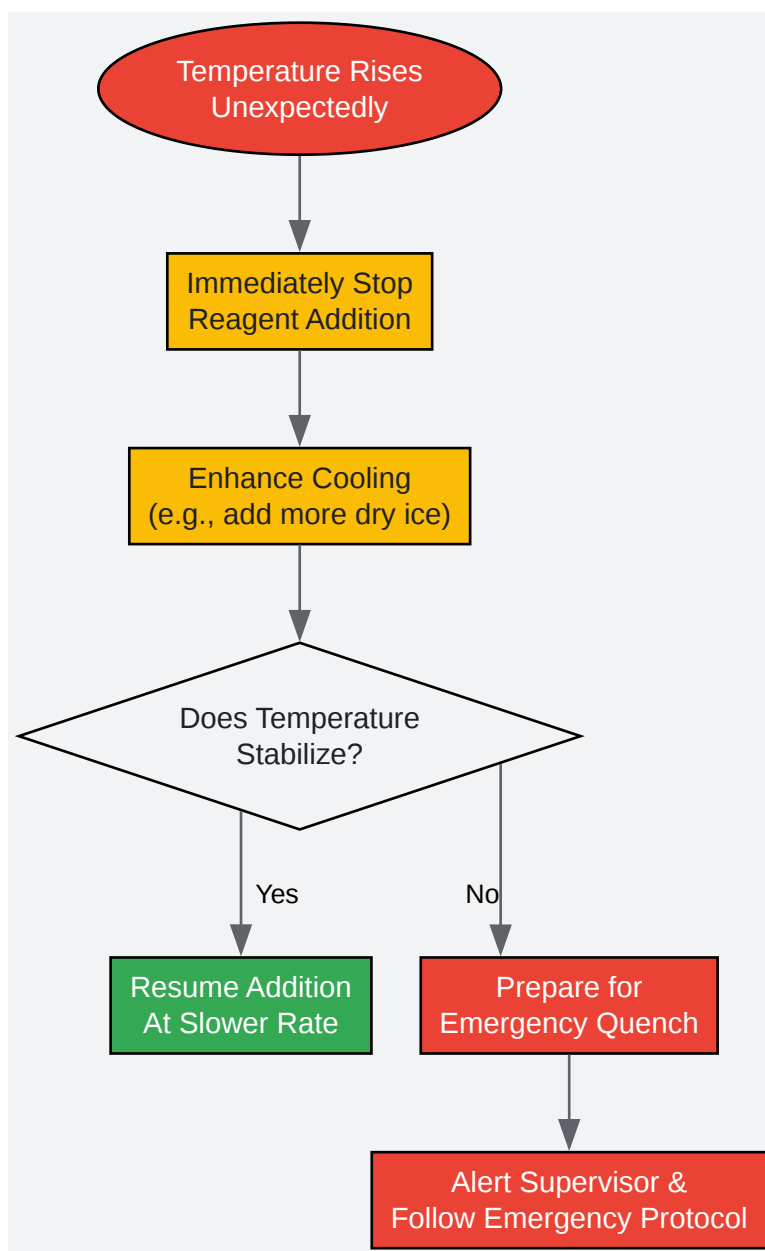 Temperature Rises
Unexpectedly
Immediately Stop
Reagent Addition
Enhance Cooling
(e.g., add more dry ice)
Does Temperature
Stabilize?
Yes
No
Resume Addition
At Slower Rate
Prepare for
Emergency Quench
Alert Supervisor &
Follow Emergency Protocol